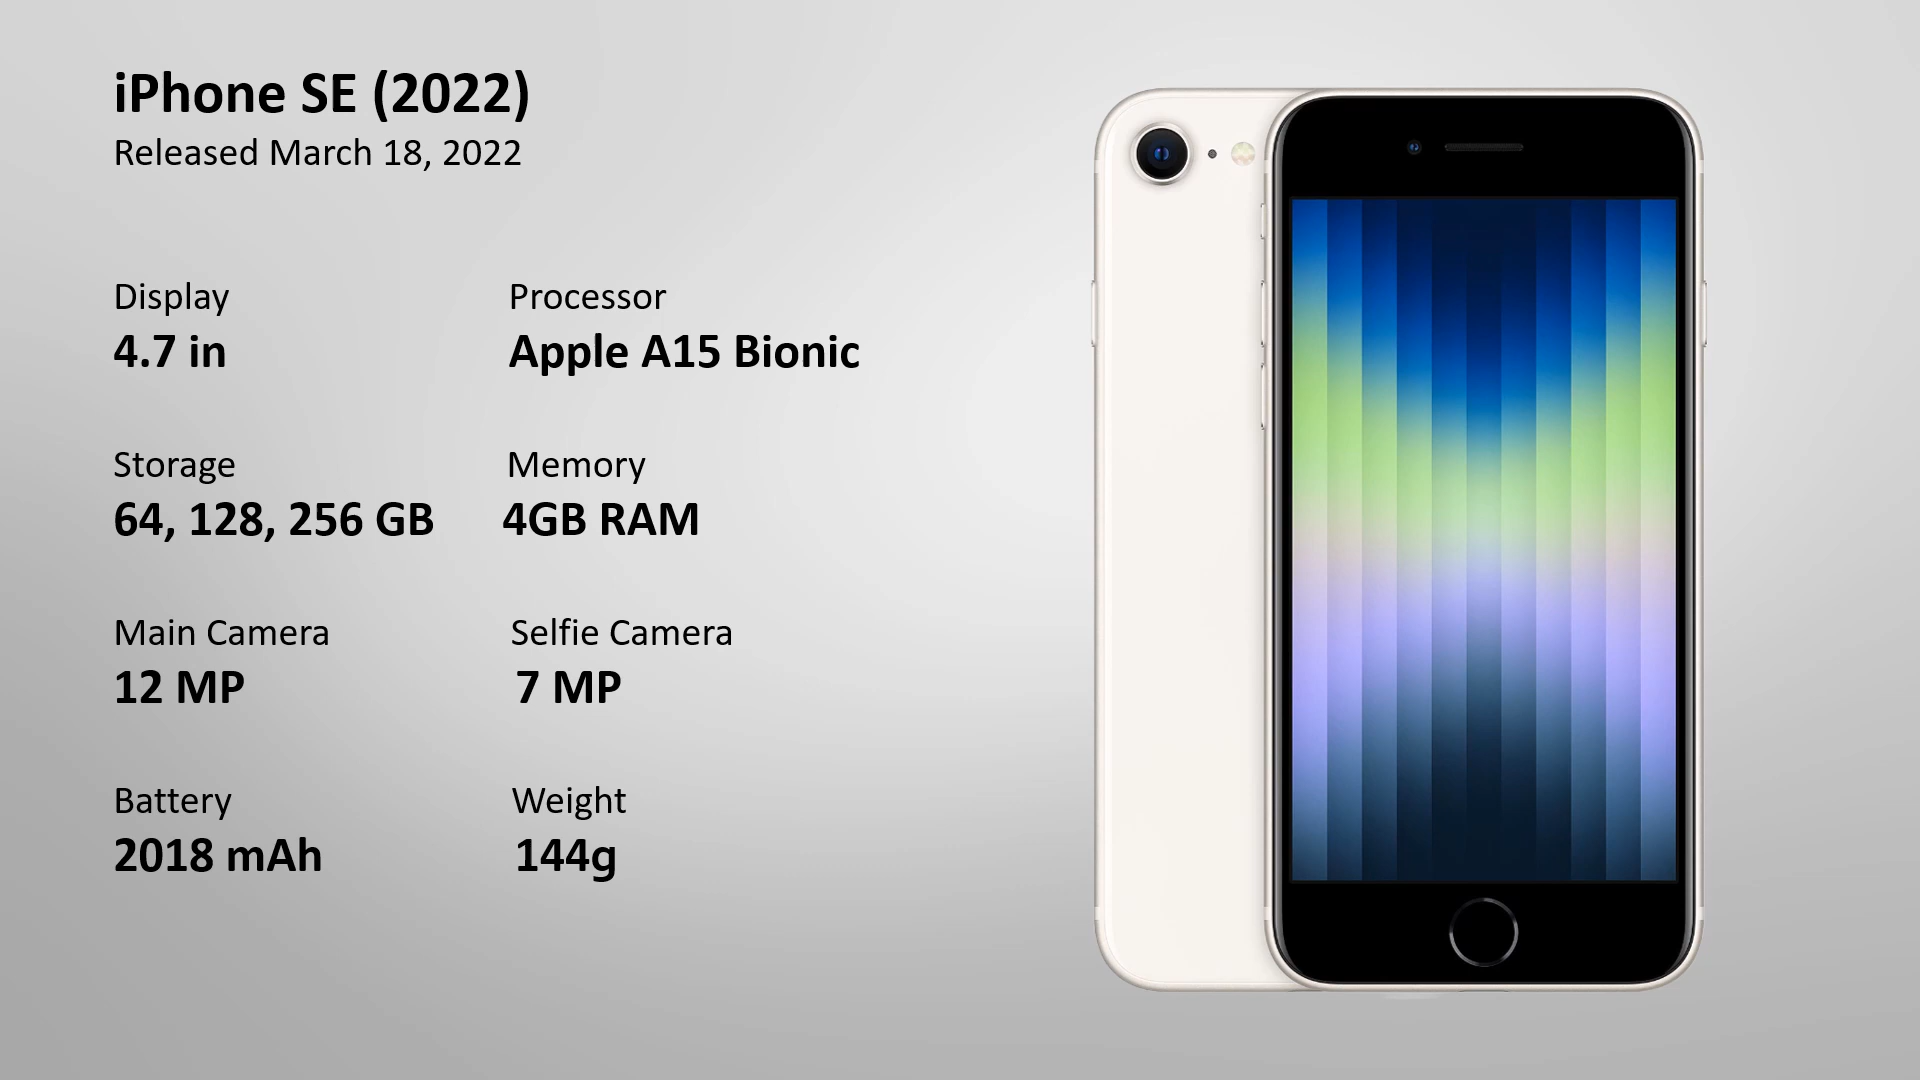 iPhone SE (2022)
Released March 18, 2022
Display
Processor
4.7 in
Apple A15 Bionic
Storage
Memory
64, 128, 256 GB
4GB RAM
Main Camera
Selfie Camera
12 MP
7 MP
Battery
Weight
2018 mAh
144g